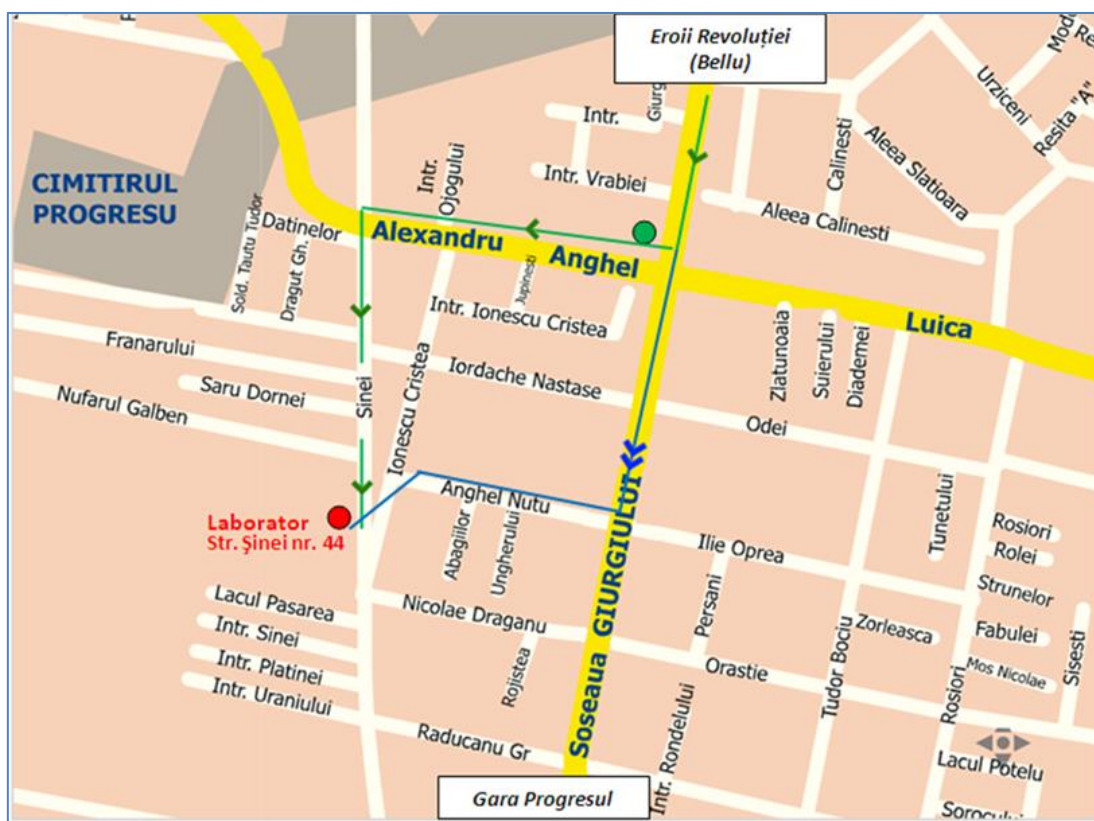 Eroii Revoluției
(Bellu)
Urziceni
Resita "A"
Intr.
Giurg
Calinesti
Aleea Slatioara
CIMITIRUL
PROGRESU
Intr.
Ojogului
Intr. Vrabiei
Aleea Calinesti
Sold. Tautu Tudor
Datinelor
Dragut Gh.
Alexandru
Anghel
Luica
Jupinesti
Intr. Ionescu Cristea
Zlatunoaia
Suierului
Diademei
Franarului
Saru Dornei
Nufarul Galben
Sinei
Ionescu Cristea
Iordache Nastase
Odei
Anghel Nutu
Abagiilor
Ungherului
Soseaua GIURGIULUI
Ilie Oprea
Tunetului
Rosiori
Rolei
Strunelor
Laborator
Str. Şinei nr. 44
Lacul Pasarea
Intr. Sinei
Intr. Platinei
Intr. Uraniului
Nicolae Draganu
Rojistea
Persani
Orastie
Tudor Bociu
Zorleasca
Fabulei
Mos Nicolae
Sisesti
Rosiori
Raducanu Gr
Intr. Rondelului
Lacul Potelu
Sorocului
Gara Progresul